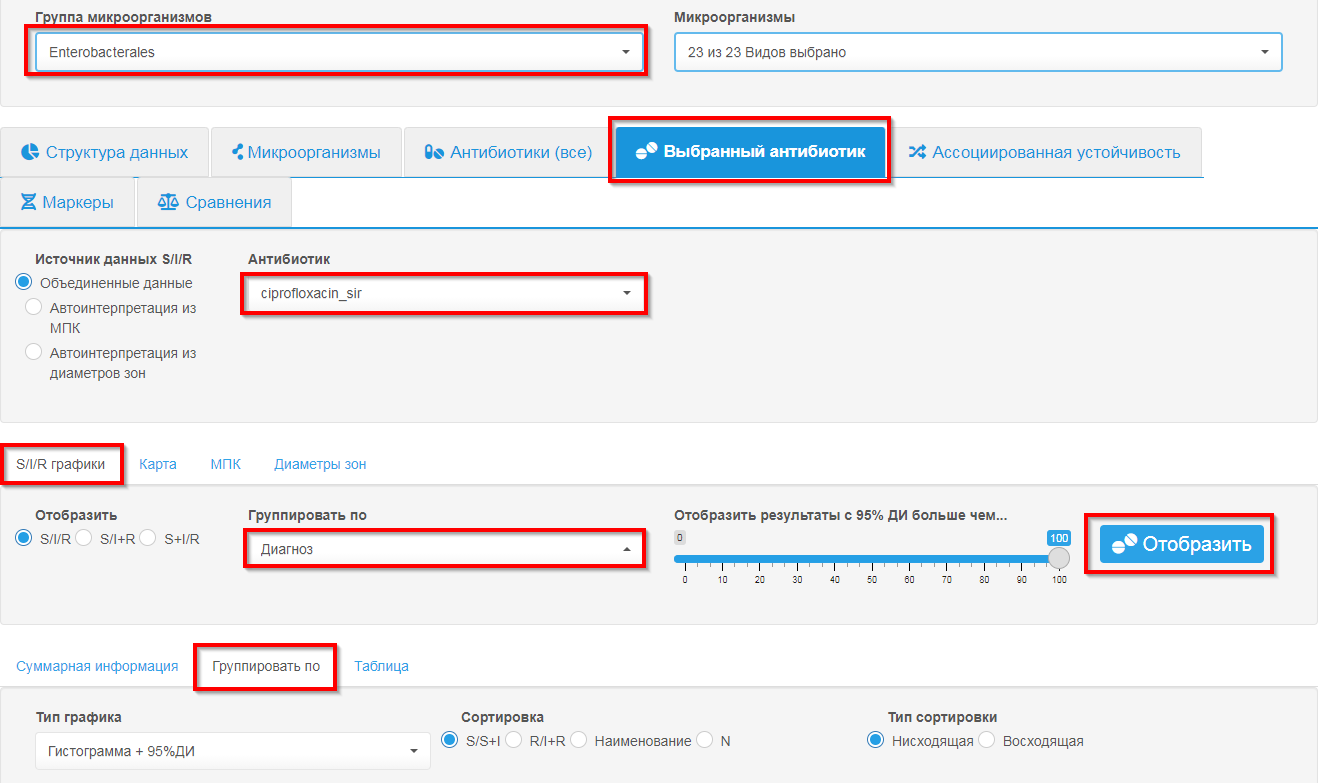 Группа микроорганизмов
Микроорганизмы
Enterobacterales
23 из 23 Видов выбрано
Структура данных
Микроорганизмы
Антибиотики (все)
Выбранный антибиотик
Ассоциированная устойчивость
Маркеры
Сравнения
Источник данных S/I/R
Антибиотик
Объединенные данные
ciprofloxacin_sir
Автоинтерпретация из
МПК
Автоинтерпретация из
диаметров зон
S/I/R графики
Карта
МПК
Диаметры зон
Отобразить
Группировать по
Отобразить результаты с 95% ДИ больше чем...
S/I/R
S/I+R
S+I/R
Диагноз
0
100
Отобразить
0 10 20 30 40 50 60 70 80 90 100
Суммарная информация
Группировать по
Таблица
Тип графика
Сортировка
Тип сортировки
Гистограмма + 95%ДИ
S/S+I
R/I+R
Наименование
N
Нисходящая
Восходящая